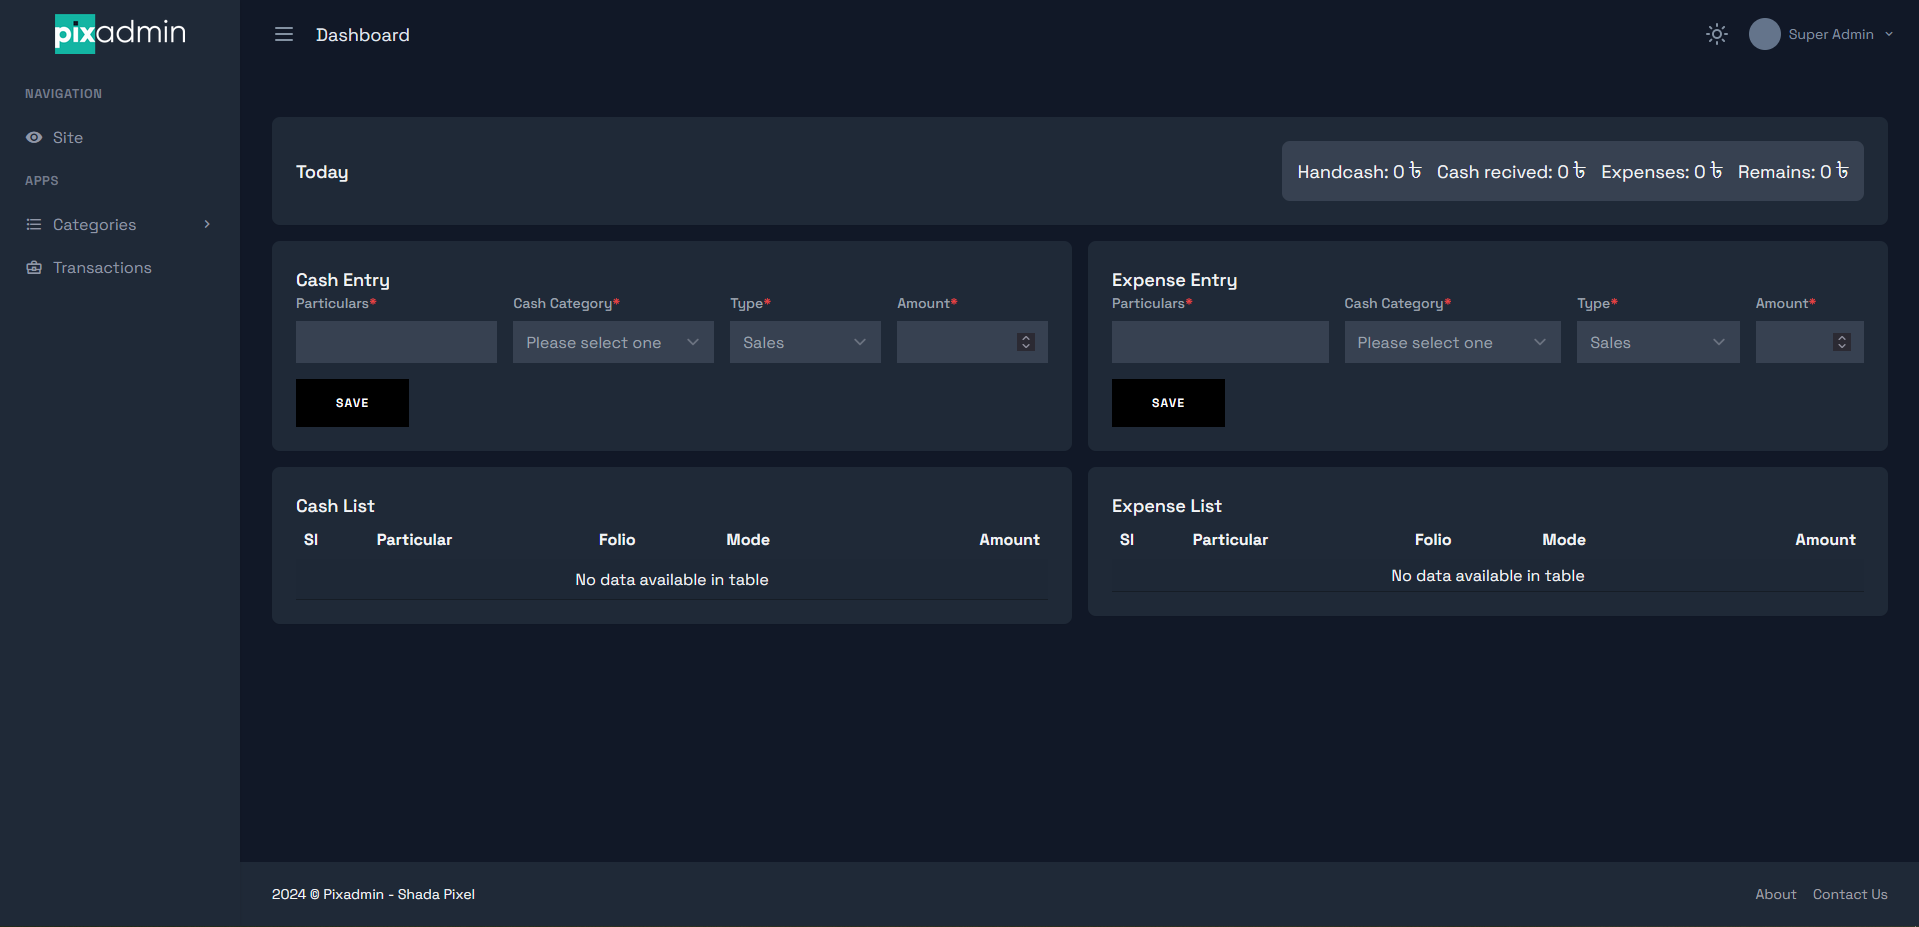 pixadmin
Dashboard
Super Admin
NAVIGATION
Site
APPS
Categories
Transactions
Today
Handcash: 0 ৳ Cash recived: 0 ৳ Expenses: 0 ৳ Remains: 0 ৳
Cash Entry
Particulars* Cash Category* Type* Amount*
Please select one Sales
SAVE
Expense Entry
Particulars* Cash Category* Type* Amount*
Please select one Sales
SAVE
Cash List
Sl Particular Folio Mode Amount
No data available in table
Expense List
Sl Particular Folio Mode Amount
No data available in table
2024 © Pixadmin - Shada Pixel
About Contact Us